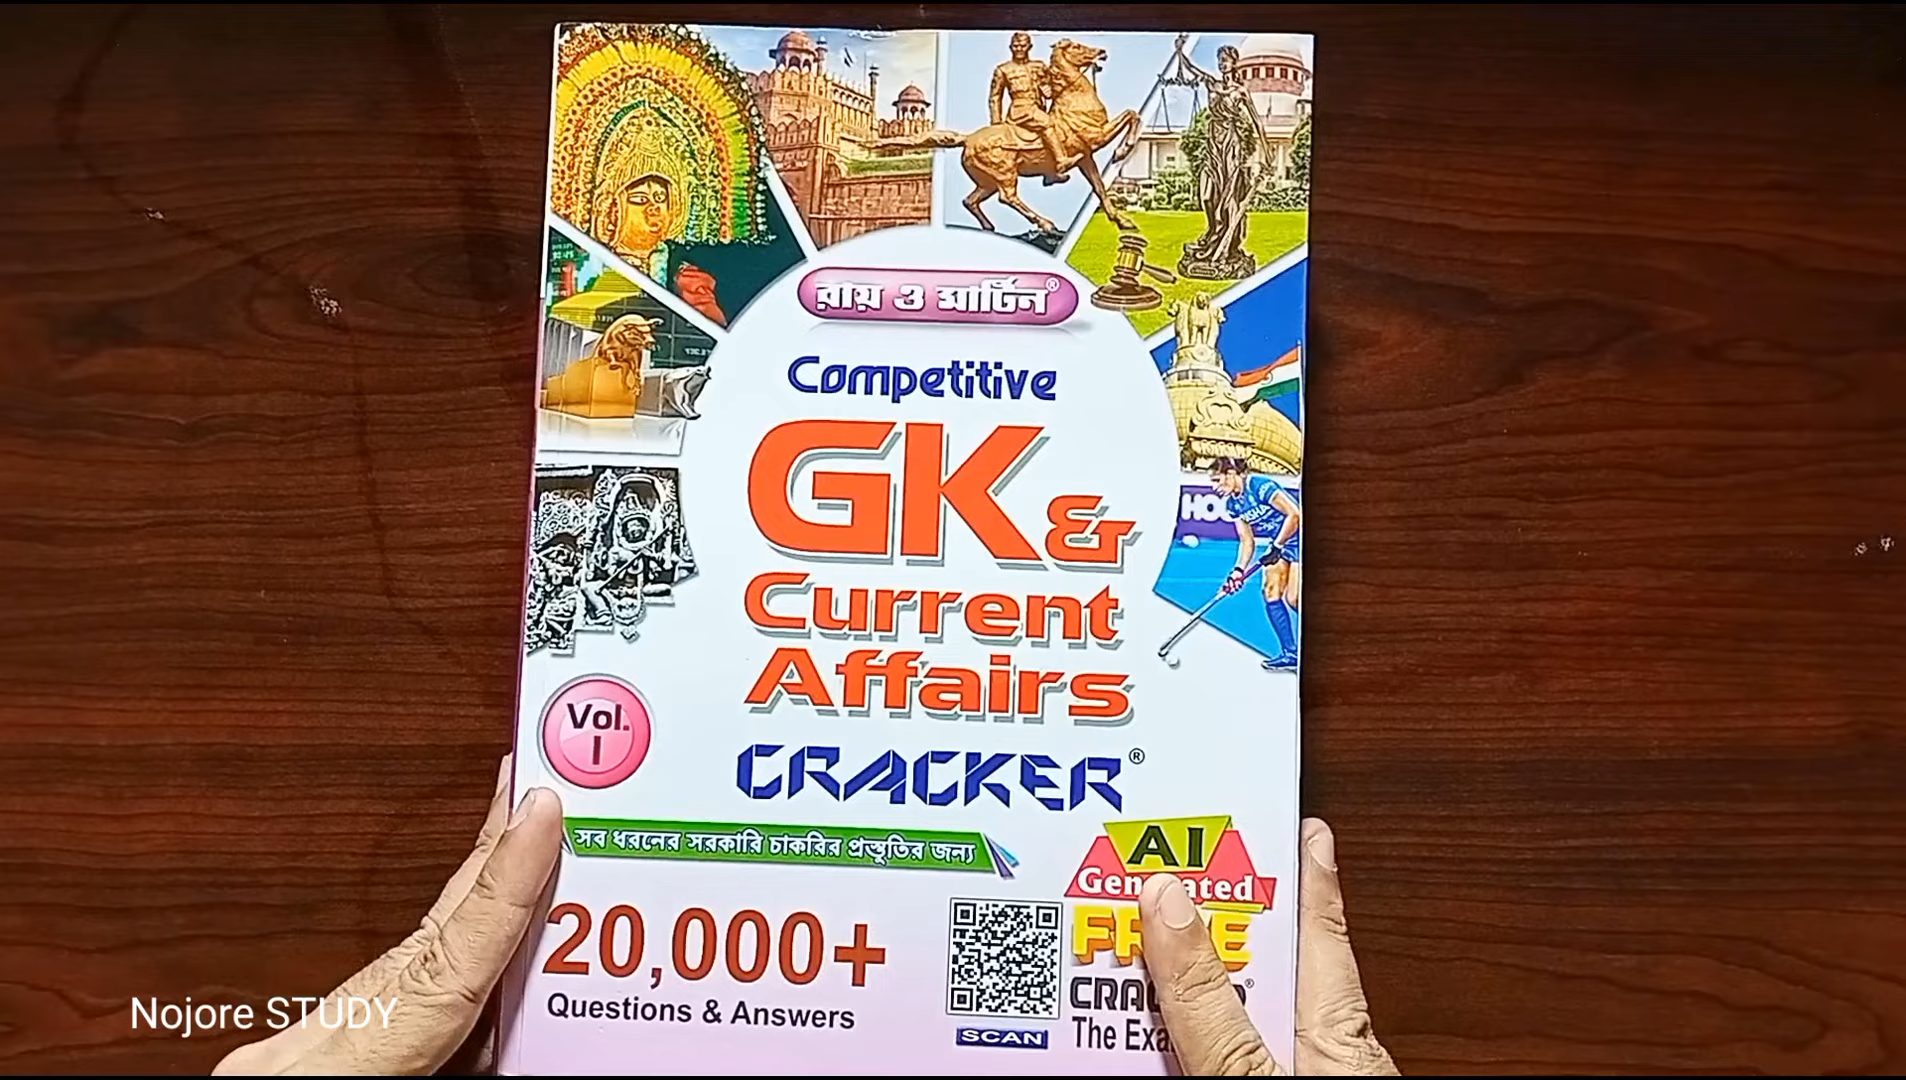 রায় ও মার্টিন®
Competitive
GK &
Current
Affairs
CRACKER®
Vol.
I
সব ধরনের সরকারি চাকরির প্রস্তুতির জন্য
AI
20,000+
Questions & Answers
SCAN
The
Nojore STUDY